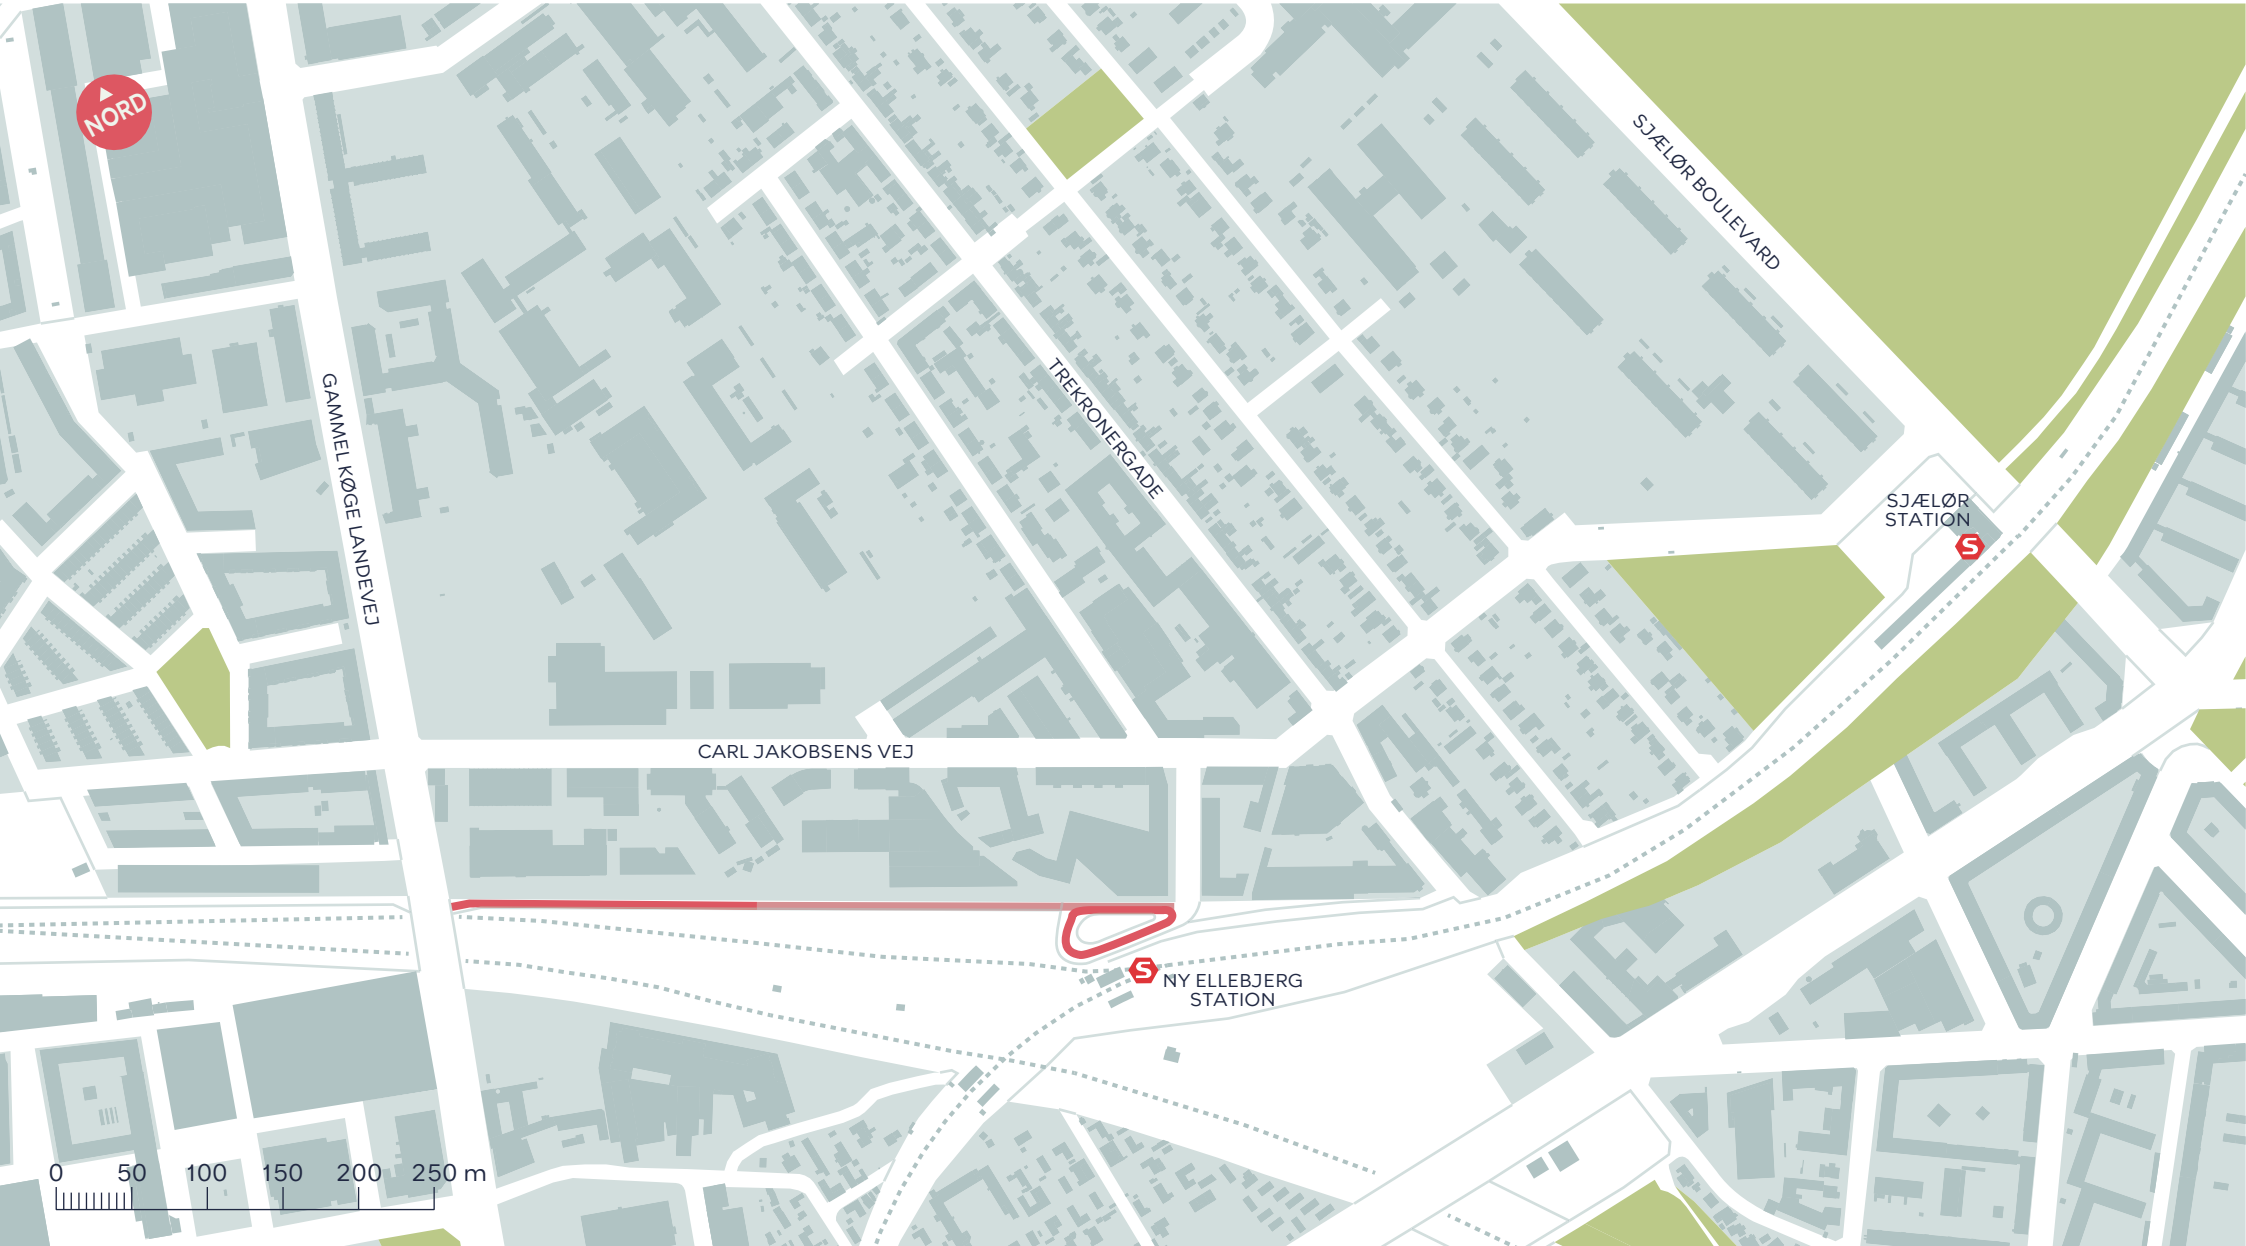 NORD
SJÆLØR BOULEVARD
GAMMEL KØGE LANDEVEJ
TREKRONERGADE
SJÆLØR
STATION
S
CARL JAKOBSENS VEJ
S
NY ELLEBJERG
STATION
0 50 100 150 200 250 m